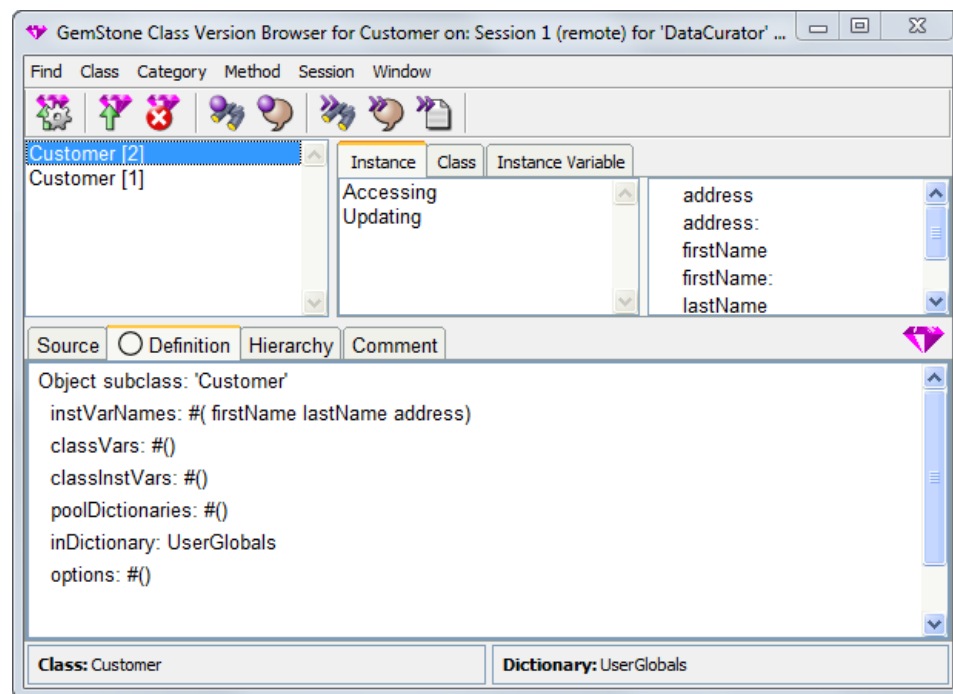 GemStone Class Version Browser for Customer on: Session 1 (remote) for 'DataCurator' ...
Find Class Category Method Session Window
Customer [2]
Customer [1]
Instance Class Instance Variable
Accessing
Updating
address
address:
firstName
firstName:
lastName
Source Definition Hierarchy Comment
Object subclass: 'Customer'
instVarNames: #( firstName lastName address)
classVars: #()
classInstVars: #()
poolDictionaries: #()
inDictionary: UserGlobals
options: #()
Class: Customer
Dictionary: UserGlobals